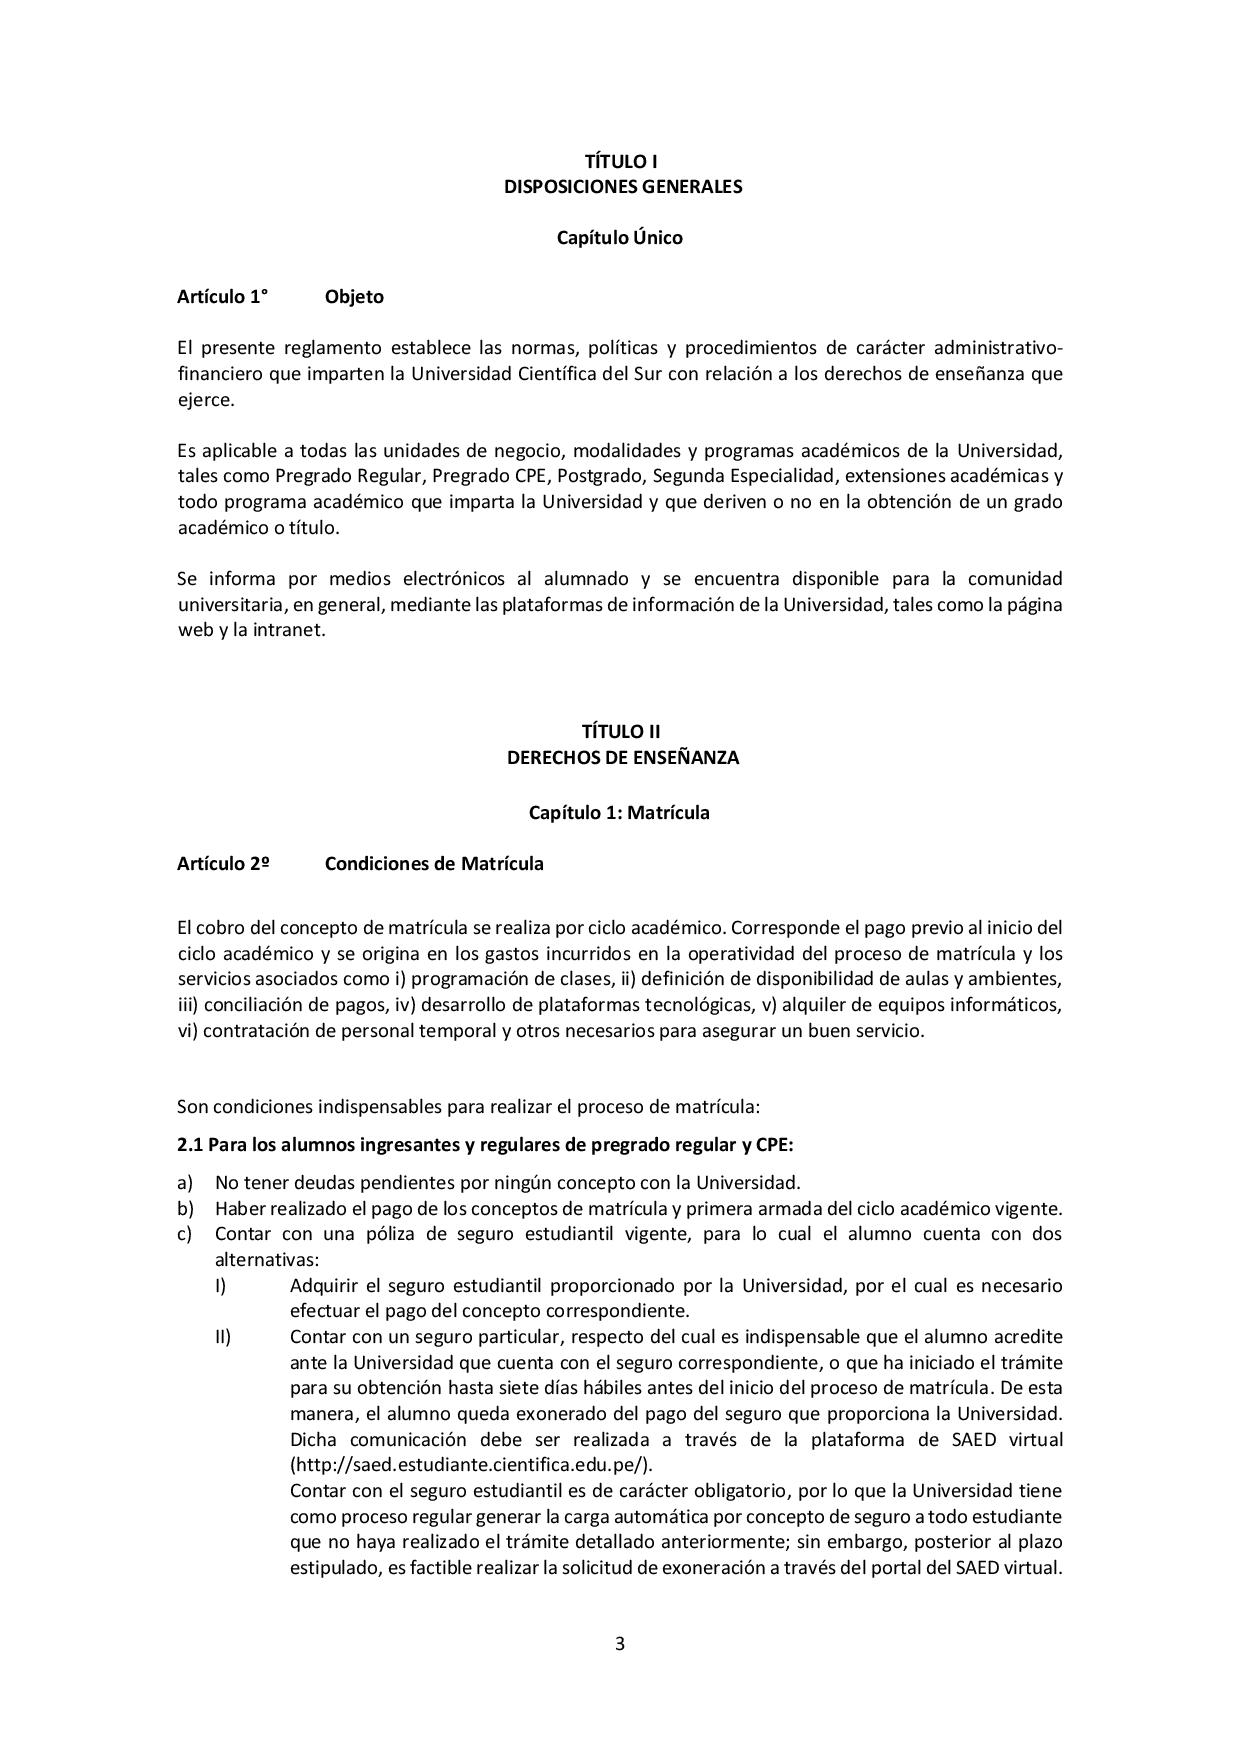 TÍTULO I
DISPOSICIONES GENERALES
Capítulo Único
Artículo 1° Objeto
El presente reglamento establece las normas, políticas y procedimientos de carácter administrativo-
financiero que imparten la Universidad Científica del Sur con relación a los derechos de enseñanza que
ejerce.
Es aplicable a todas las unidades de negocio, modalidades y programas académicos de la Universidad,
tales como Pregrado Regular, Pregrado CPE, Postgrado, Segunda Especialidad, extensiones académicas y
todo programa académico que imparta la Universidad y que deriven o no en la obtención de un grado
académico o título.
Se informa por medios electrónicos al alumnado y se encuentra disponible para la comunidad
universitaria, en general, mediante las plataformas de información de la Universidad, tales como la página
web y la intranet.
TÍTULO II
DERECHOS DE ENSEÑANZA
Capítulo 1: Matrícula
Artículo 2º Condiciones de Matrícula
El cobro del concepto de matrícula se realiza por ciclo académico. Corresponde el pago previo al inicio del
ciclo académico y se origina en los gastos incurridos en la operatividad del proceso de matrícula y los
servicios asociados como i) programación de clases, ii) definición de disponibilidad de aulas y ambientes,
iii) conciliación de pagos, iv) desarrollo de plataformas tecnológicas, v) alquiler de equipos informáticos,
vi) contratación de personal temporal y otros necesarios para asegurar un buen servicio.
Son condiciones indispensables para realizar el proceso de matrícula:
2.1 Para los alumnos ingresantes y regulares de pregrado regular y CPE:
a) No tener deudas pendientes por ningún concepto con la Universidad.
b) Haber realizado el pago de los conceptos de matrícula y primera armada del ciclo académico vigente.
c) Contar con una póliza de seguro estudiantil vigente, para lo cual el alumno cuenta con dos
alternativas:
I) Adquirir el seguro estudiantil proporcionado por la Universidad, por el cual es necesario
efectuar el pago del concepto correspondiente.
II) Contar con un seguro particular, respecto del cual es indispensable que el alumno acredite
ante la Universidad que cuenta con el seguro correspondiente, o que ha iniciado el trámite
para su obtención hasta siete días hábiles antes del inicio del proceso de matrícula. De esta
manera, el alumno queda exonerado del pago del seguro que proporciona la Universidad.
Dicha comunicación debe ser realizada a través de la plataforma de SAED virtual
(http://saed.estudiante.cientifica.edu.pe/).
Contar con el seguro estudiantil es de carácter obligatorio, por lo que la Universidad tiene
como proceso regular generar la carga automática por concepto de seguro a todo estudiante
que no haya realizado el trámite detallado anteriormente; sin embargo, posterior al plazo
estipulado, es factible realizar la solicitud de exoneración a través del portal del SAED virtual.
3